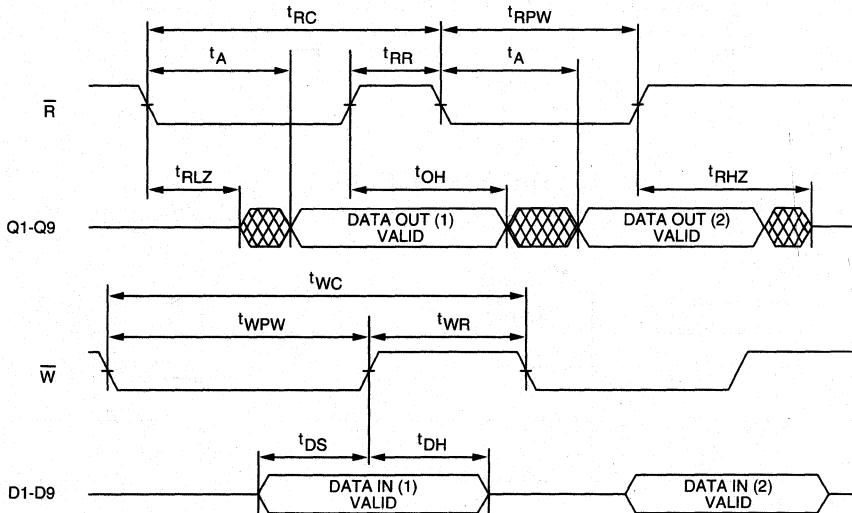 tRC tRPW
tA tRR tA
R̅
tRLZ tOH tRHZ
Q1-Q9 DATA OUT (1) VALID DATA OUT (2) VALID
tWC
tWPW tWR
W̅
tDS tDH
D1-D9 DATA IN (1) VALID DATA IN (2) VALID